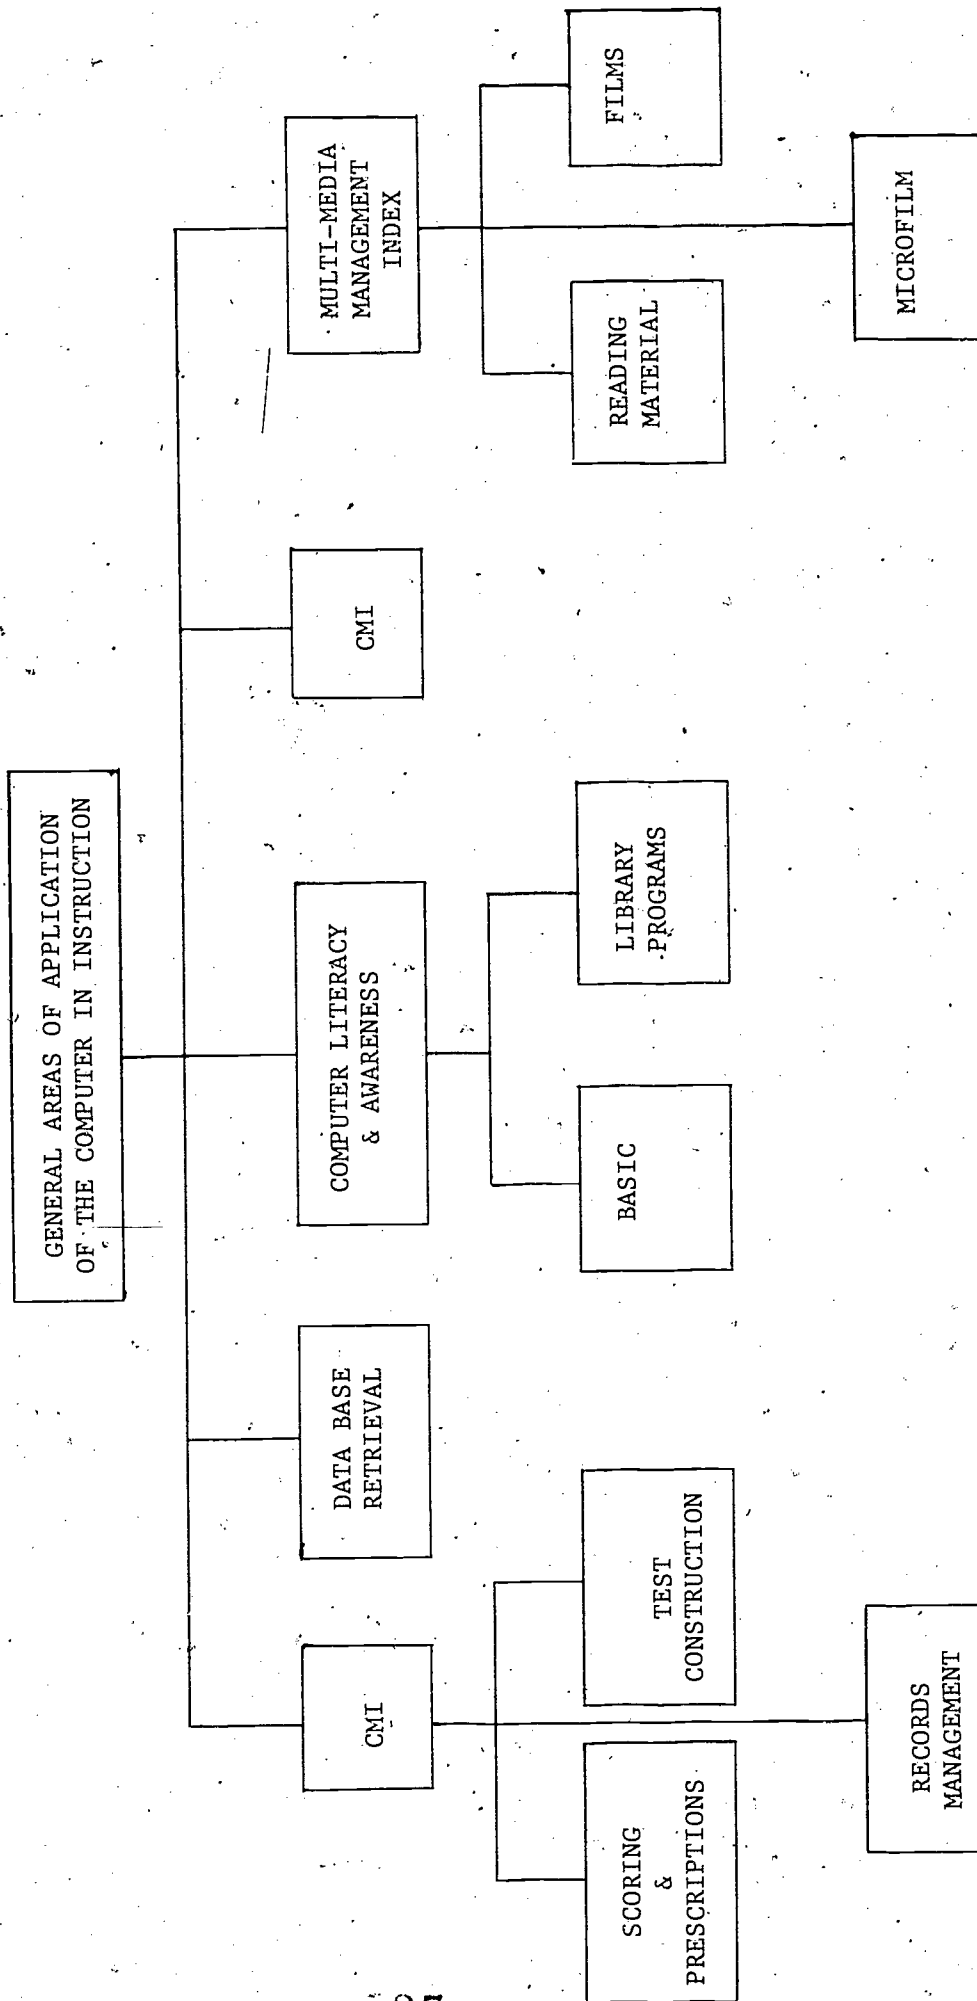 GENERAL AREAS OF APPLICATION
OF THE COMPUTER IN INSTRUCTION
CMI
DATA BASE
RETRIEVAL
COMPUTER LITERACY
& AWARENESS
CMI
MULTI-MEDIA
MANAGEMENT
INDEX
SCORING
&
PRESCRIPTIONS
TEST
CONSTRUCTION
BASIC
LIBRARY
PROGRAMS
READING
MATERIAL
FILMS
RECORDS
MANAGEMENT
MICROFILM